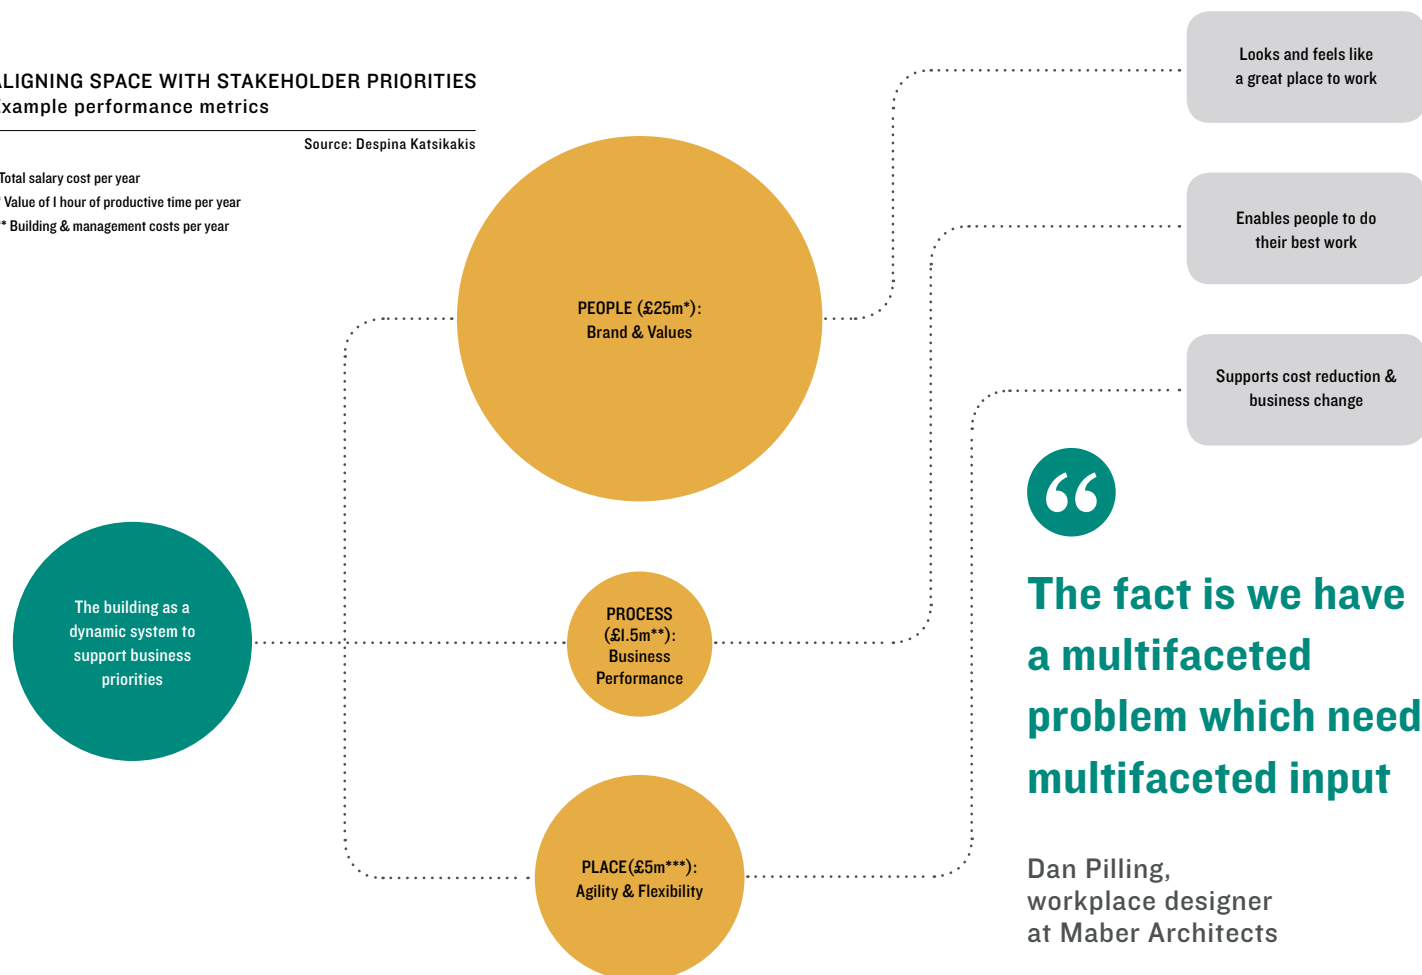 ALIGNING SPACE WITH STAKEHOLDER PRIORITIES
Example performance metrics
Source: Despina Katsikakis
Total salary cost per year
* Value of 1 hour of productive time per year
** Building & management costs per year
Looks and feels like
a great place to work
Enables people to do
their best work
Supports cost reduction &
business change
PEOPLE (£25m*):
Brand & Values
The building as a
dynamic system to
support business
priorities
PROCESS
(£1.5m**):
Business
Performance
PLACE(£5m***):
Agility & Flexibility
“
The fact is we have
a multifaceted
problem which need
multifaceted input
Dan Pilling,
workplace designer
at Maber Architects